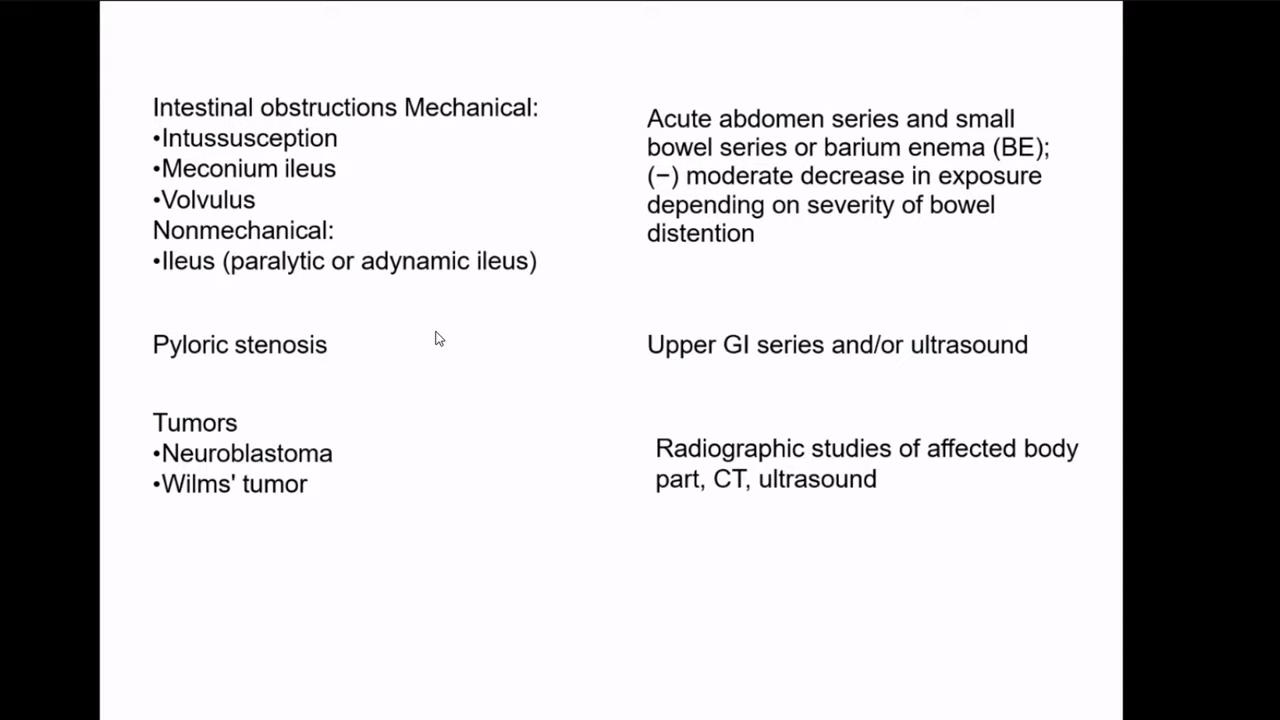 Intestinal obstructions Mechanical:
•Intussusception
•Meconium ileus
•Volvulus
Nonmechanical:
•Ileus (paralytic or adynamic ileus)
Acute abdomen series and small
bowel series or barium enema (BE);
(−) moderate decrease in exposure
depending on severity of bowel
distention
Pyloric stenosis
Upper GI series and/or ultrasound
Tumors
•Neuroblastoma
•Wilms' tumor
Radiographic studies of affected body
part, CT, ultrasound